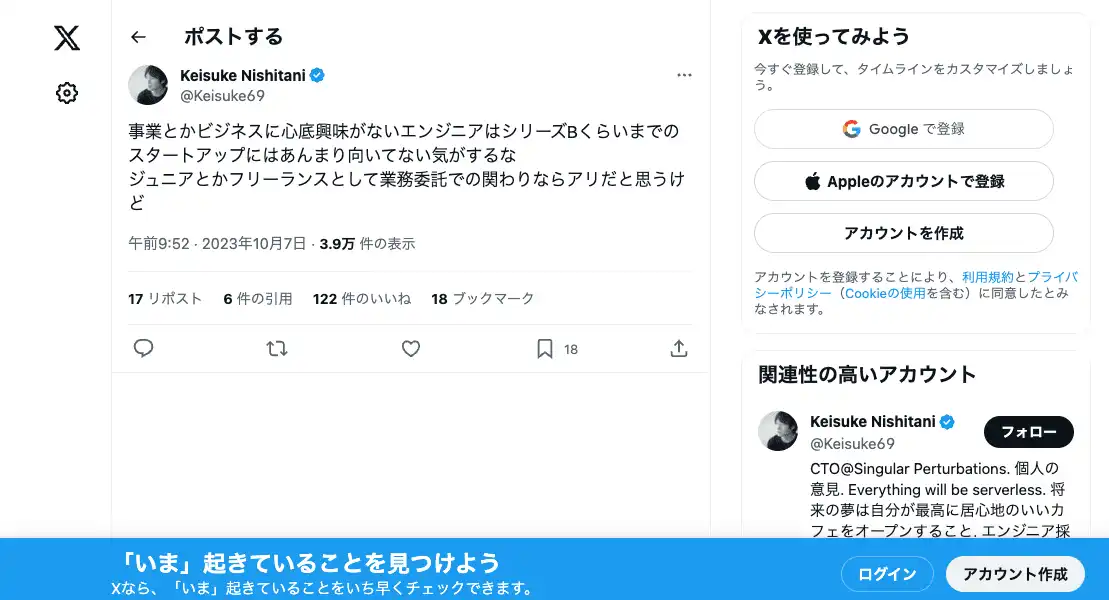 ポストする
Keisuke Nishitani
@Keisuke69
事業とかビジネスに心底興味がないエンジニアはシリーズBくらいまでの
スタートアップにはあんまり向いてない気がするな
ジュニアとかフリーランスとして業務委託での関わりならアリだと思うけ
ど
午前9:52 · 2023年10月7日 · 3.9万 件の表示
17 リポスト 6 件の引用 122 件のいいね 18 ブックマーク
18
Xを使ってみよう
今すぐ登録して、タイムラインをカスタマイズしましょ
う。
Google で登録
Appleのアカウントで登録
アカウントを作成
アカウントを登録することにより、利用規約とプライバ
シーポリシー（Cookieの使用を含む）に同意したとみ
なされます。
関連性の高いアカウント
Keisuke Nishitani
@Keisuke69
フォロー
CTO@Singular Perturbations. 個人の
意見. Everything will be serverless. 将
来の夢は自分が最高に居心地のいいカ
フェをオープンすること. エンジニア採
「いま」起きていることを見つけよう
Xなら、「いま」起きていることをいち早くチェックできます。
ログイン
アカウント作成